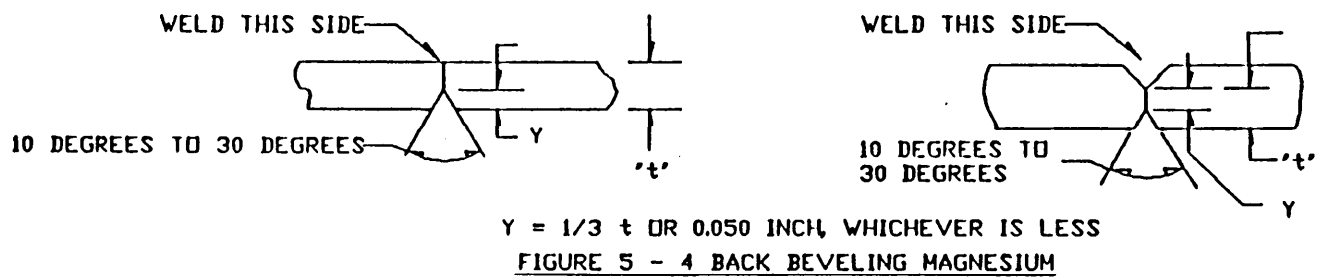 WELD THIS SIDE
Y
10 DEGREES TO 30 DEGREES
't'
WELD THIS SIDE
10 DEGREES TO
30 DEGREES
't'
Y
Y = 1/3 t OR 0.050 INCH, WHICHEVER IS LESS
FIGURE 5 - 4 BACK BEVELING MAGNESIUM